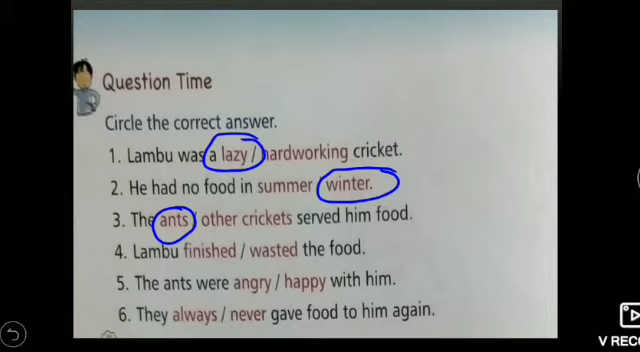 Question Time
Circle the correct answer.
1. Lambu was a lazy / hardworking cricket.
2. He had no food in summer / winter.
3. The ants / other crickets served him food.
4. Lambu finished / wasted the food.
5. The ants were angry / happy with him.
6. They always / never gave food to him again.
V REC